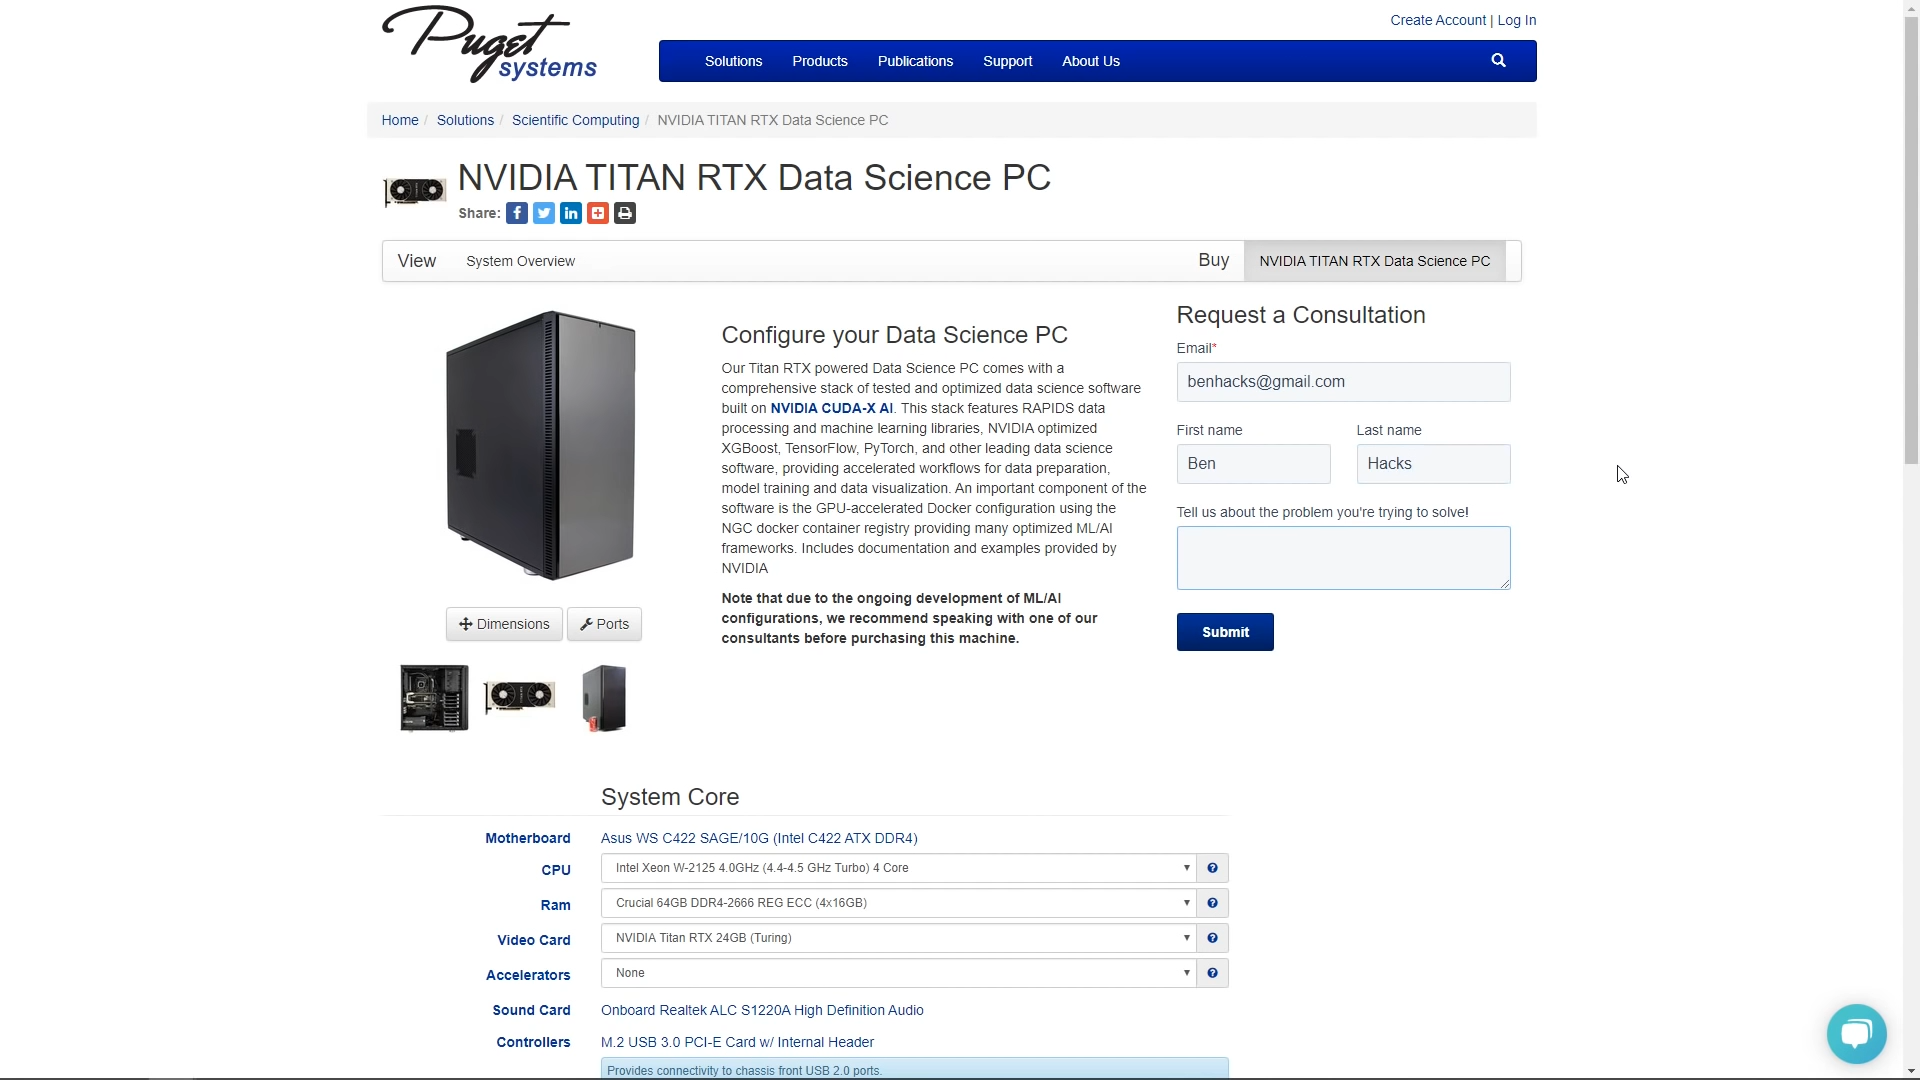 Puget systems
Create Account | Log In
Solutions Products Publications Support About Us
Home / Solutions / Scientific Computing / NVIDIA TITAN RTX Data Science PC
NVIDIA TITAN RTX Data Science PC
Share:
View System Overview Buy NVIDIA TITAN RTX Data Science PC
Configure your Data Science PC
Our Titan RTX powered Data Science PC comes with a
comprehensive stack of tested and optimized data science software
built on NVIDIA CUDA-X AI. This stack features RAPIDS data
processing and machine learning libraries, NVIDIA optimized
XGBoost, TensorFlow, PyTorch, and other leading data science
software, providing accelerated workflows for data preparation,
model training and data visualization. An important component of the
software is the GPU-accelerated Docker configuration using the
NGC docker container registry providing many optimized ML/AI
frameworks. Includes documentation and examples provided by
NVIDIA
Note that due to the ongoing development of ML/AI
configurations, we recommend speaking with one of our
consultants before purchasing this machine.
Request a Consultation
Email*
benhacks@gmail.com
First name Last name
Ben Hacks
Tell us about the problem you're trying to solve!
Submit
Dimensions Ports
System Core
Motherboard Asus WS C422 SAGE/10G (Intel C422 ATX DDR4)
CPU Intel Xeon W-2125 4.0GHz (4.4-4.5 GHz Turbo) 4 Core
Ram Crucial 64GB DDR4-2666 REG ECC (4x16GB)
Video Card NVIDIA Titan RTX 24GB (Turing)
Accelerators None
Sound Card Onboard Realtek ALC S1220A High Definition Audio
Controllers M.2 USB 3.0 PCI-E Card w/ Internal Header
Provides connectivity to chassis front USB 2.0 ports.